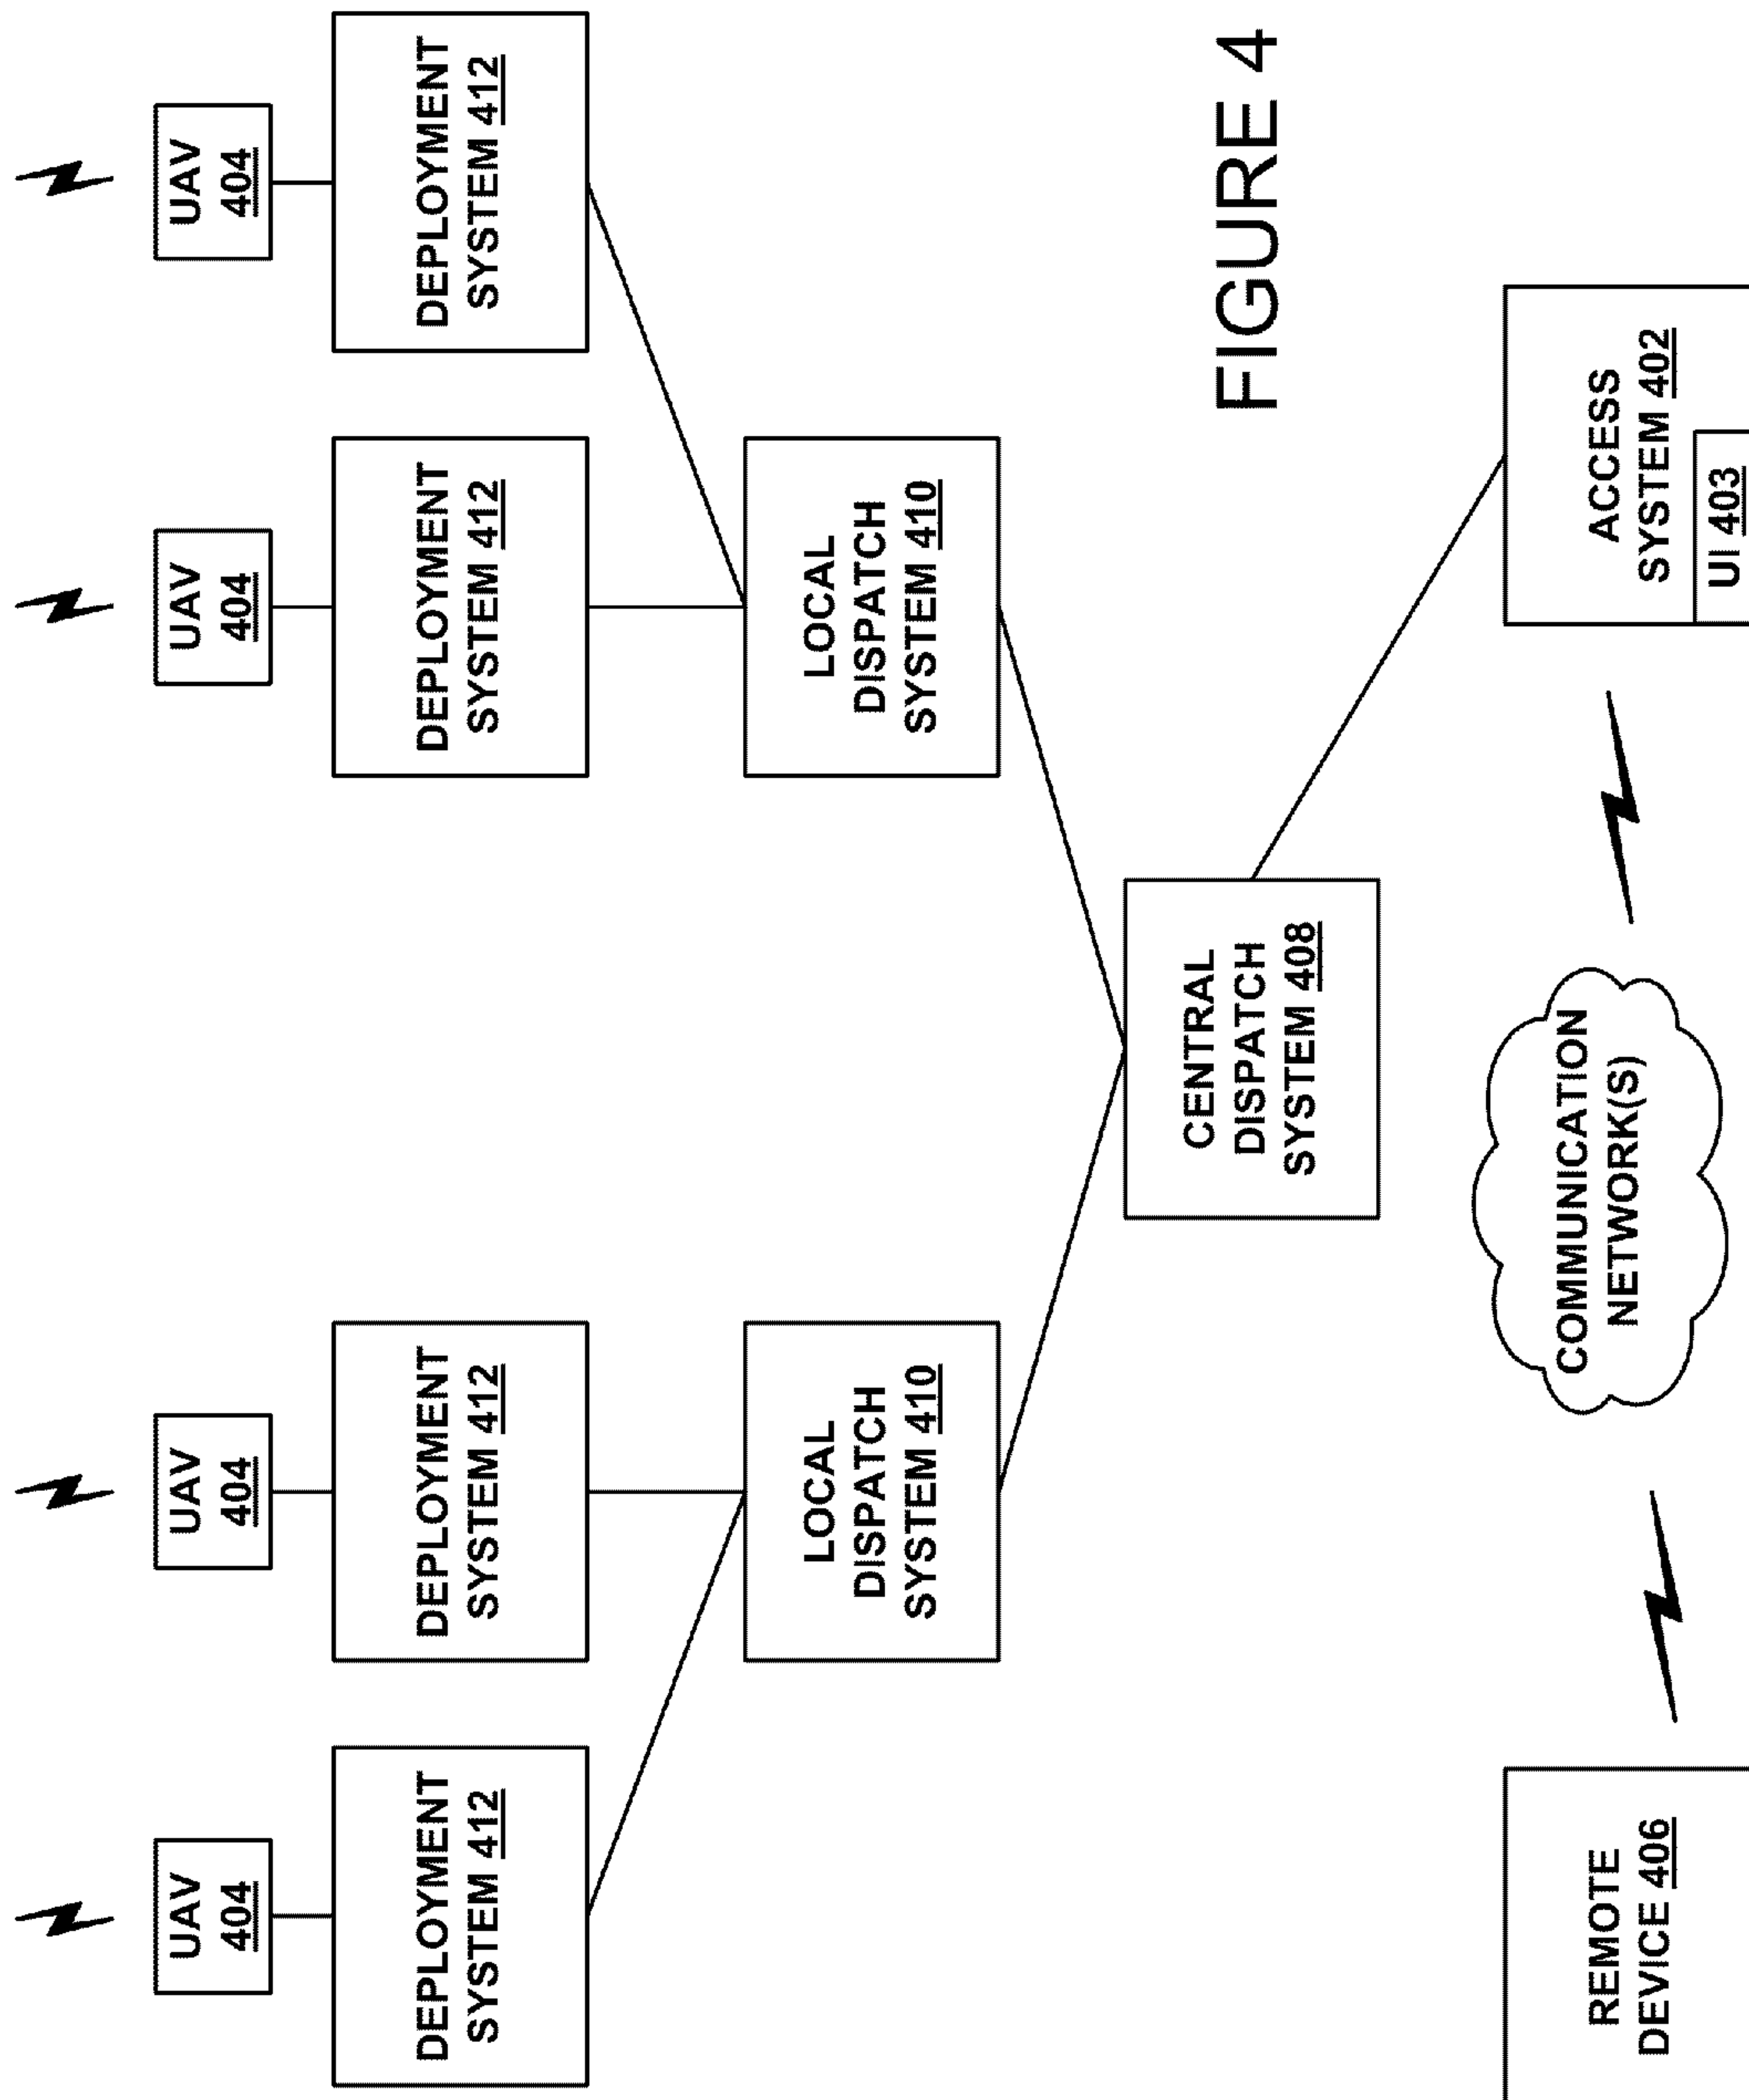 UAV
404
UAV
404
UAV
404
UAV
404
DEPLOYMENT
SYSTEM 412
DEPLOYMENT
SYSTEM 412
DEPLOYMENT
SYSTEM 412
DEPLOYMENT
SYSTEM 412
LOCAL
DISPATCH
SYSTEM 410
LOCAL
DISPATCH
SYSTEM 410
CENTRAL
DISPATCH
SYSTEM 408
FIGURE 4
REMOTE
DEVICE 406
COMMUNICATION
NETWORK(S)
ACCESS
SYSTEM 402
UI 403